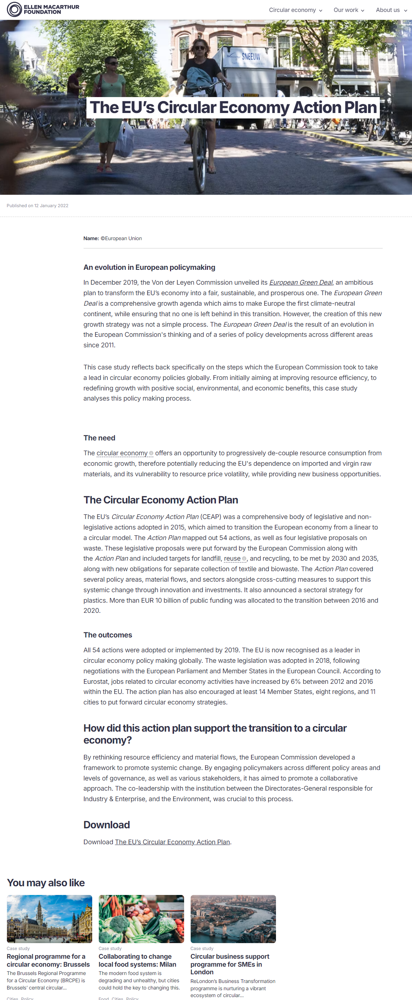 ELLEN MACARTHUR
FOUNDATION
Circular economy
Our work
About us
SNEEUW
The EU’s Circular Economy Action Plan
Published on 12 January 2022
Name: ©European Union
An evolution in European policymaking
In December 2019, the Von der Leyen Commission unveiled its European Green Deal, an ambitious
plan to transform the EU’s economy into a fair, sustainable, and prosperous one. The European Green
Deal is a comprehensive growth agenda which aims to make Europe the first climate-neutral
continent, while ensuring that no one is left behind in this transition. However, the creation of this new
growth strategy was not a simple process. The European Green Deal is the result of an evolution in
the European Commission's thinking and of a series of policy developments across different areas
since 2011.
This case study reflects back specifically on the steps which the European Commission took to take
a lead in circular economy policies globally. From initially aiming at improving resource efficiency, to
redefining growth with positive social, environmental, and economic benefits, this case study
analyses this policy making process.
The need
The circular economy offers an opportunity to progressively de-couple resource consumption from
economic growth, therefore potentially reducing the EU's dependence on imported and virgin raw
materials, and its vulnerability to resource price volatility, while providing new business opportunities.
The Circular Economy Action Plan
The EU’s Circular Economy Action Plan (CEAP) was a comprehensive body of legislative and non-
legislative actions adopted in 2015, which aimed to transition the European economy from a linear to
a circular model. The Action Plan mapped out 54 actions, as well as four legislative proposals on
waste. These legislative proposals were put forward by the European Commission along with
the Action Plan and included targets for landfill, reuse, and recycling, to be met by 2030 and 2035,
along with new obligations for separate collection of textile and biowaste. The Action Plan covered
several policy areas, material flows, and sectors alongside cross-cutting measures to support this
systemic change through innovation and investments. It also announced a sectoral strategy for
plastics. More than EUR 10 billion of public funding was allocated to the transition between 2016 and
2020.
The outcomes
All 54 actions were adopted or implemented by 2019. The EU is now recognised as a leader in
circular economy policy making globally. The waste legislation was adopted in 2018, following
negotiations with the European Parliament and Member States in the European Council. According to
Eurostat, jobs related to circular economy activities have increased by 6% between 2012 and 2016
within the EU. The action plan has also encouraged at least 14 Member States, eight regions, and 11
cities to put forward circular economy strategies.
How did this action plan support the transition to a circular
economy?
By rethinking resource efficiency and material flows, the European Commission developed a
framework to promote systemic change. By engaging policymakers across different policy areas and
levels of governance, as well as various stakeholders, it has aimed to promote a collaborative
approach. The co-leadership with the institution between the Directorates-General responsible for
Industry & Enterprise, and the Environment, was crucial to this process.
Download
Download The EU’s Circular Economy Action Plan.
You may also like
Case study
Regional programme for a
circular economy: Brussels
The Brussels Regional Programme
for a Circular Economy (BRCPE) is
Brussels’ central circular...
Cities Policy
Case study
Collaborating to change
local food systems: Milan
The modern food system is
degrading and unhealthy, but cities
could hold the key to changing this.
Food Cities Policy
Case study
Circular business support
programme for SMEs in
London
ReLondon’s Business Transformation
programme is nurturing a vibrant
ecosystem of circular...